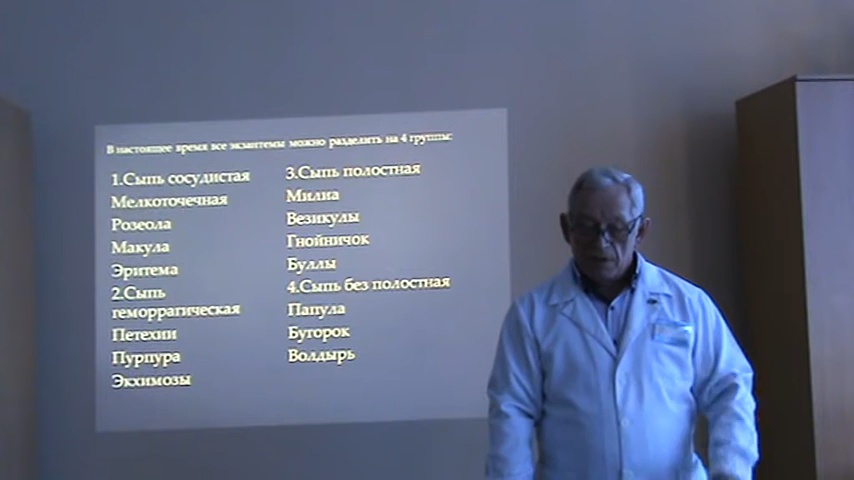 В настоящее время все экзантемы можно разделить на 4 группы:
1.Сыпь сосудистая
Мелкоточечная
Розеола
Макула
Эритема
2.Сыпь
геморрагическая
Петехии
Пурпура
Экхимозы
3.Сыпь полостная
Милиа
Везикулы
Гнойничок
Буллы
4.Сыпь без полостная
Папула
Бугорок
Волдырь